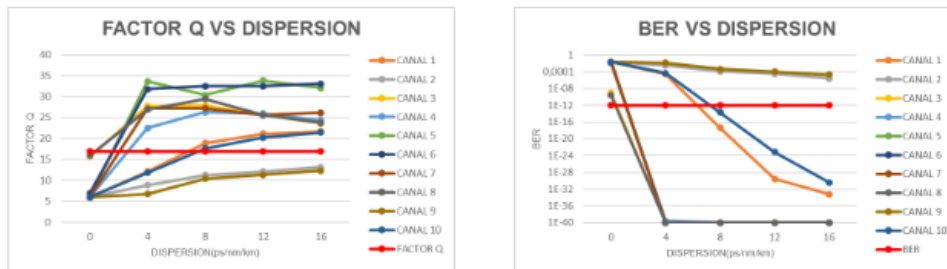 FACTOR Q VS DISPERSION
40
35
30
25
20
15
10
5
0
FACTOR Q
0 4 8 12 16
DISPERSION(ps/nm/km)
CANAL 1
CANAL 2
CANAL 3
CANAL 4
CANAL 5
CANAL 6
CANAL 7
CANAL 8
CANAL 9
CANAL 10
FACTOR Q
BER VS DISPERSION
1
0,0001
1E-08
1E-12
1E-16
1E-20
1E-24
1E-28
1E-32
1E-36
1E-40
BER
0 4 8 12 16
DISPERSION(ps/nm/km)
CANAL 1
CANAL 2
CANAL 3
CANAL 4
CANAL 5
CANAL 6
CANAL 7
CANAL 8
CANAL 9
CANAL 10
BER